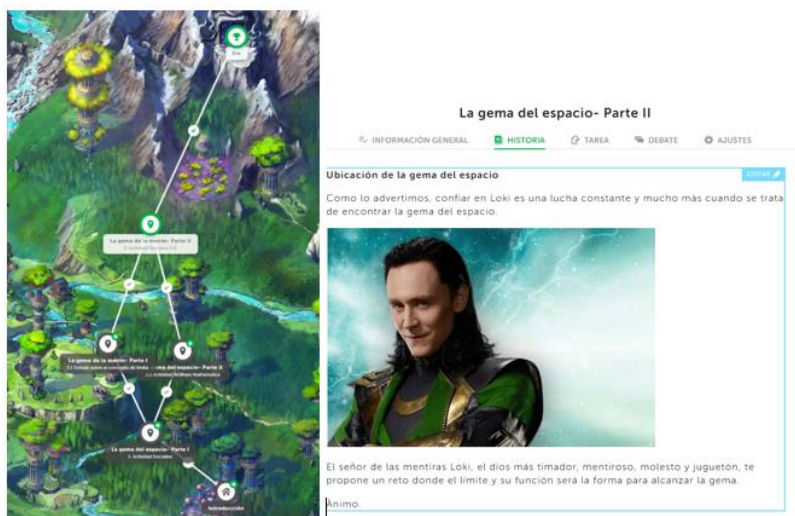 Fin
La gema de la mente- Parte II
La gema de la mente- Parte I
ma del espacio- Parte II
La gema del espacio- Parte I
1. Actividad Socrative
Introducción
La gema del espacio- Parte II
INFORMACIÓN GENERAL
HISTORIA
TAREA
DEBATE
AJUSTES
Ubicación de la gema del espacio
EDITAR
Como lo advertimos, confiar en Loki es una lucha constante y mucho más cuando se trata
de encontrar la gema del espacio.
El señor de las mentiras Loki, el dios más timador, mentiroso, molesto y juguetón, te
propone un reto donde el límite y su función será la forma para alcanzar la gema.
Ánimo.